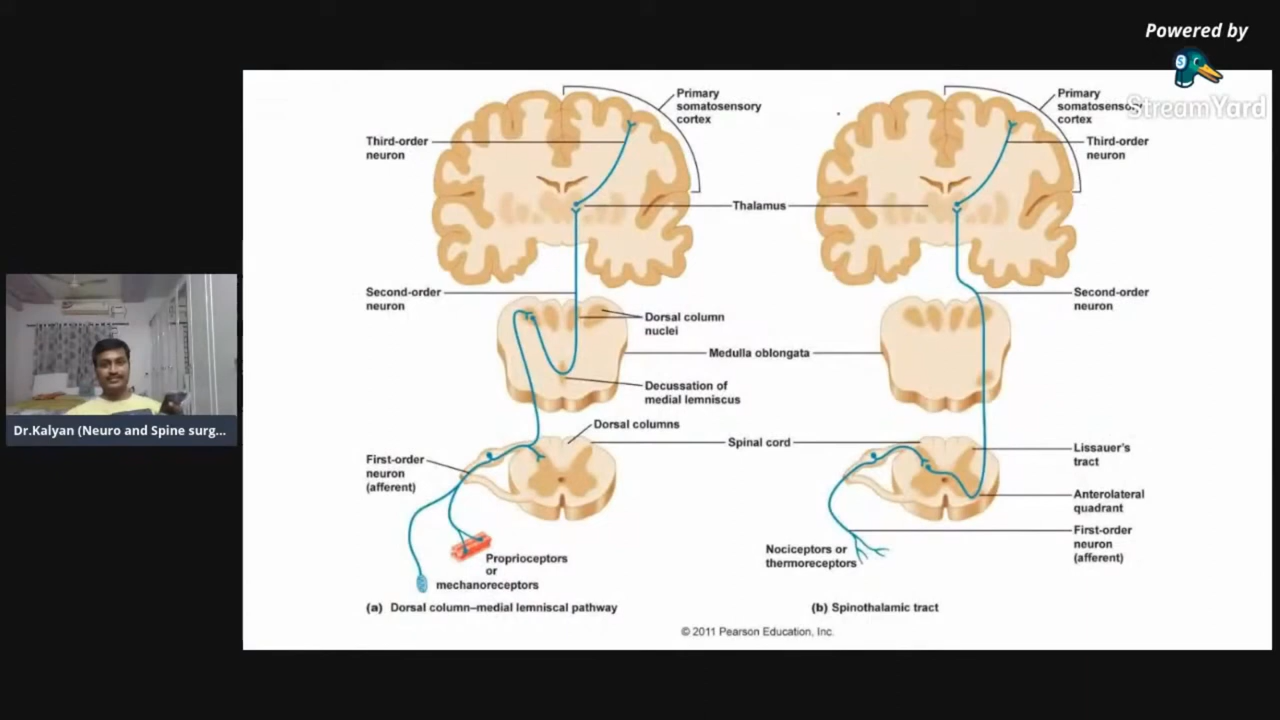 Powered by
StreamYard
Primary
somatosensory
cortex
Third-order
neuron
Thalamus
Second-order
neuron
Dorsal column
nuclei
Medulla oblongata
Decussation of
medial lemniscus
Dorsal columns
Spinal cord
First-order
neuron
(afferent)
Proprioceptors
or
mechanoreceptors
(a) Dorsal column–medial lemniscal pathway
Primary
somatosensory
cortex
Third-order
neuron
Second-order
neuron
Lissauer's
tract
Anterolateral
quadrant
First-order
neuron
(afferent)
Nociceptors or
thermoreceptors
(b) Spinothalamic tract
© 2011 Pearson Education, Inc.
Dr.Kalyan (Neuro and Spine surg...